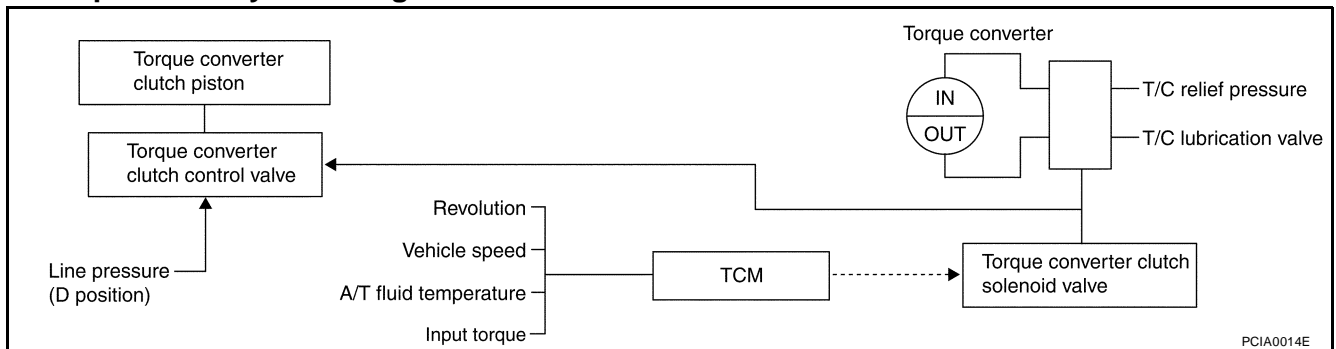 Torque converter
clutch piston
Torque converter
clutch control valve
Line pressure
(D position)
Revolution
Vehicle speed
A/T fluid temperature
Input torque
TCM
Torque converter
IN
OUT
T/C relief pressure
T/C lubrication valve
Torque converter clutch
solenoid valve
PCIA0014E